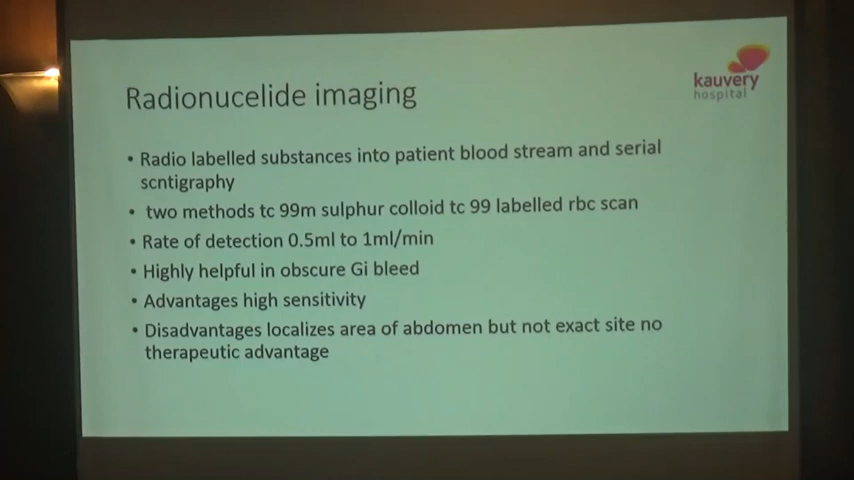 kauvery
hospital
Radionucelide imaging
• Radio labelled substances into patient blood stream and serial
scntigraphy
• two methods tc 99m sulphur colloid tc 99 labelled rbc scan
• Rate of detection 0.5ml to 1ml/min
• Highly helpful in obscure Gi bleed
• Advantages high sensitivity
• Disadvantages localizes area of abdomen but not exact site no
therapeutic advantage